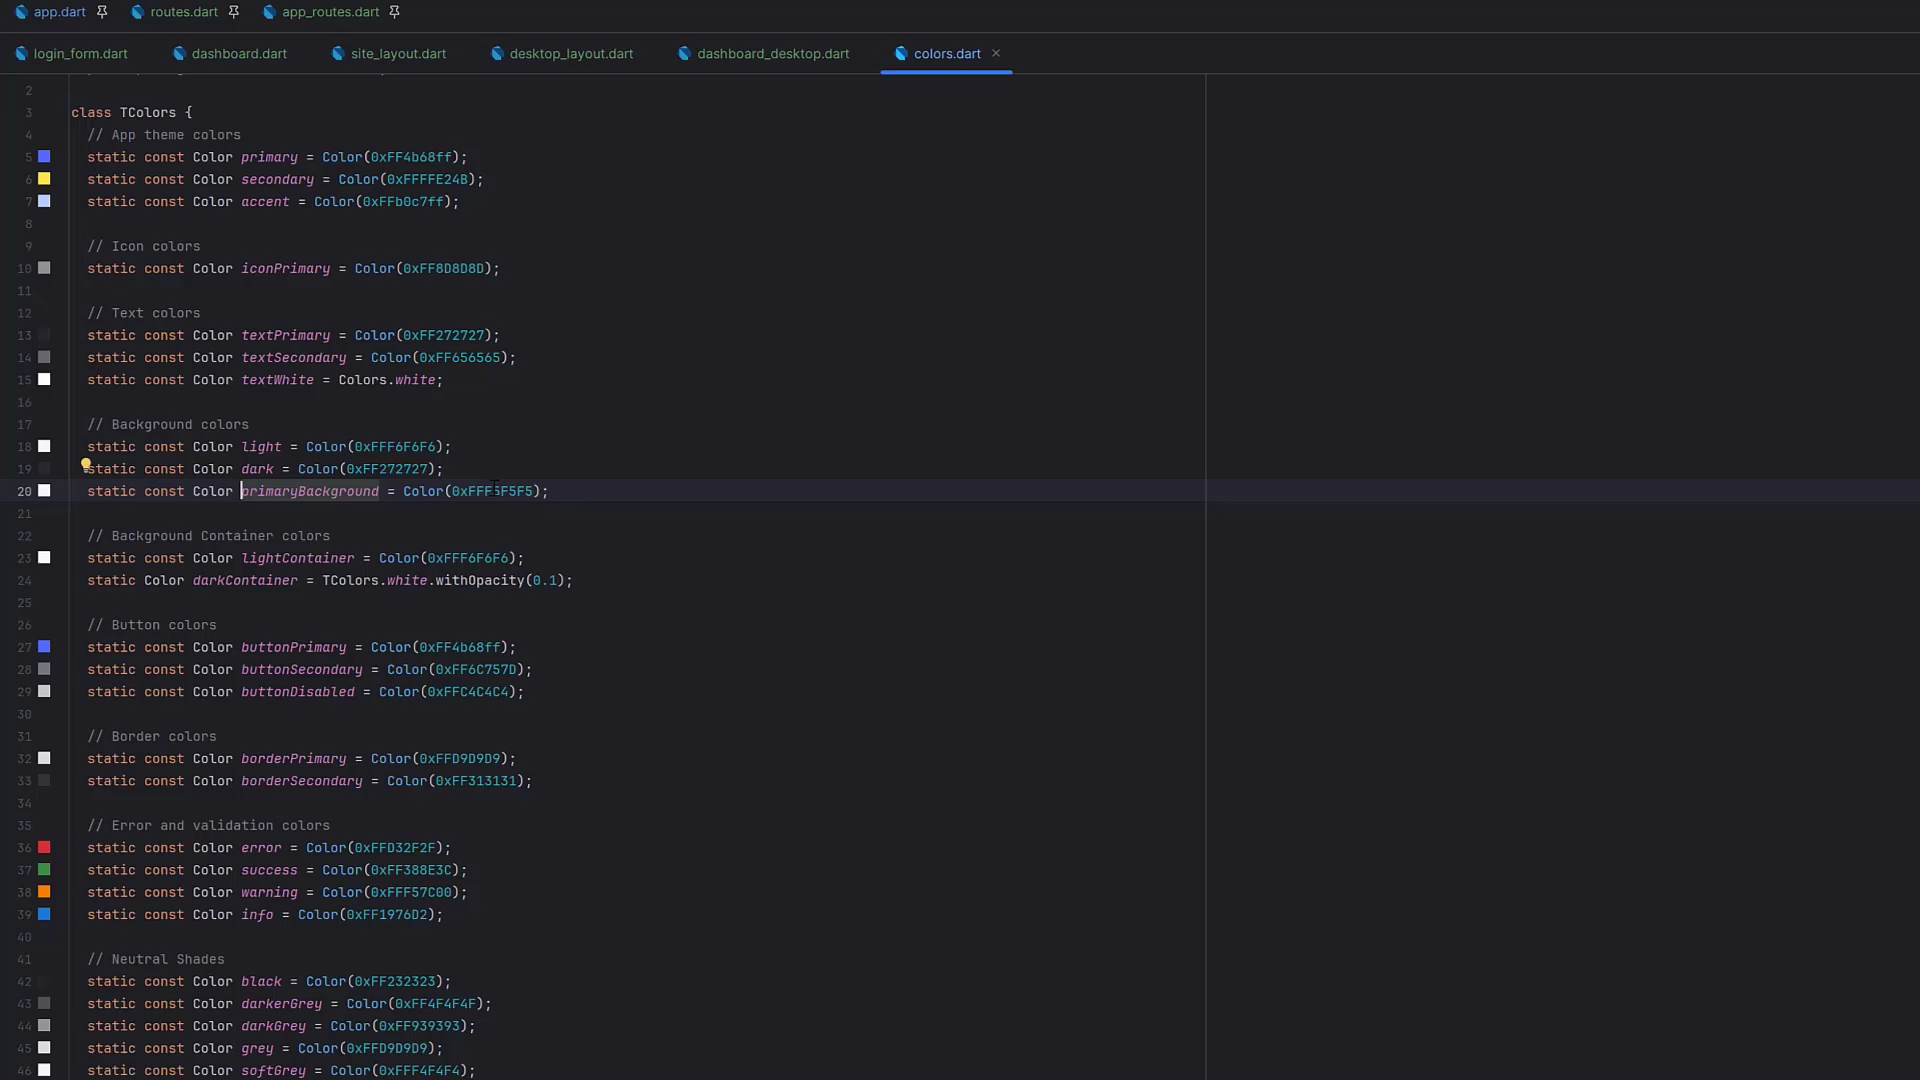 app.dart routes.dart app_routes.dart
login_form.dart dashboard.dart site_layout.dart desktop_layout.dart dashboard_desktop.dart colors.dart ×
2
3 class TColors {
4 // App theme colors
5 static const Color primary = Color(0xFF4b68ff);
6 static const Color secondary = Color(0xFFFFE24B);
7 static const Color accent = Color(0xFFb0c7ff);
8
9 // Icon colors
10 static const Color iconPrimary = Color(0xFF8D8D8D);
11
12 // Text colors
13 static const Color textPrimary = Color(0xFF272727);
14 static const Color textSecondary = Color(0xFF656565);
15 static const Color textWhite = Colors.white;
16
17 // Background colors
18 static const Color light = Color(0xFFF6F6F6);
19 static const Color dark = Color(0xFF272727);
20 static const Color primaryBackground = Color(0xFFF5F5F5);
21
22 // Background Container colors
23 static const Color lightContainer = Color(0xFFF6F6F6);
24 static Color darkContainer = TColors.white.withOpacity(0.1);
25
26 // Button colors
27 static const Color buttonPrimary = Color(0xFF4b68ff);
28 static const Color buttonSecondary = Color(0xFF6C757D);
29 static const Color buttonDisabled = Color(0xFFC4C4C4);
30
31 // Border colors
32 static const Color borderPrimary = Color(0xFFD9D9D9);
33 static const Color borderSecondary = Color(0xFF313131);
34
35 // Error and validation colors
36 static const Color error = Color(0xFFD32F2F);
37 static const Color success = Color(0xFF388E3C);
38 static const Color warning = Color(0xFFF57C00);
39 static const Color info = Color(0xFF1976D2);
40
41 // Neutral Shades
42 static const Color black = Color(0xFF232323);
43 static const Color darkerGrey = Color(0xFF4F4F4F);
44 static const Color darkGrey = Color(0xFF939393);
45 static const Color grey = Color(0xFFD9D9D9);
46 static const Color softGrey = Color(0xFFF4F4F4);